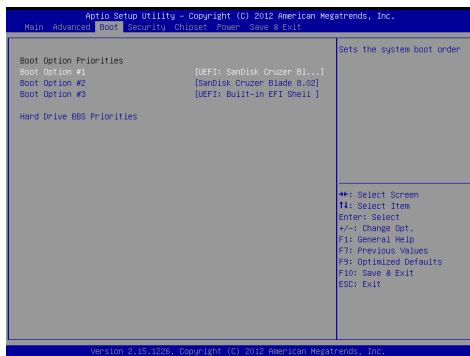 Aptio Setup Utility – Copyright (C) 2012 American Megatrends, Inc.
Main Advanced Boot Security Chipset Power Save & Exit
Boot Option Priorities
Boot Option #1 [UEFI: SanDisk Cruzer Bl...]
Boot Option #2 [SanDisk Cruzer Blade 8.02]
Boot Option #3 [UEFI: Built-in EFI Shell ]
Hard Drive BBS Priorities
Sets the system boot order
→←: Select Screen
↑↓: Select Item
Enter: Select
+/-: Change Opt.
F1: General Help
F7: Previous Values
F9: Optimized Defaults
F10: Save & Exit
ESC: Exit
Version 2.15.1226. Copyright (C) 2012 American Megatrends, Inc.